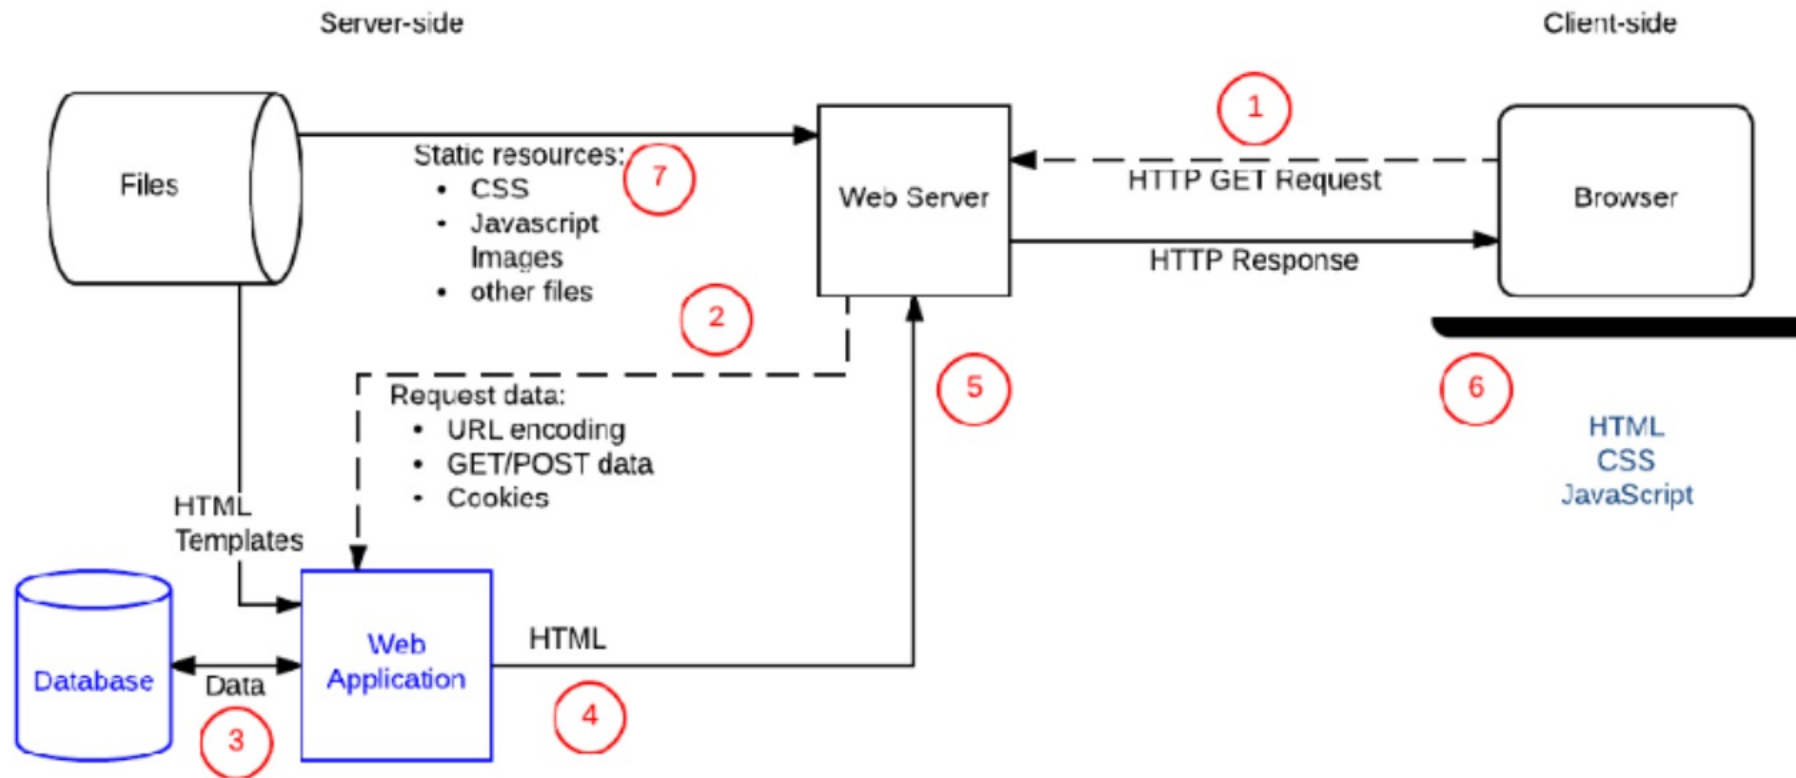 Server-side
Client-side
1
Files
Static resources:
• CSS
• Javascript
Images
• other files
7
Web Server
HTTP GET Request
Browser
HTTP Response
2
Request data:
• URL encoding
• GET/POST data
• Cookies
5
6
HTML
CSS
JavaScript
HTML
Templates
Database
Data
3
Web
Application
HTML
4